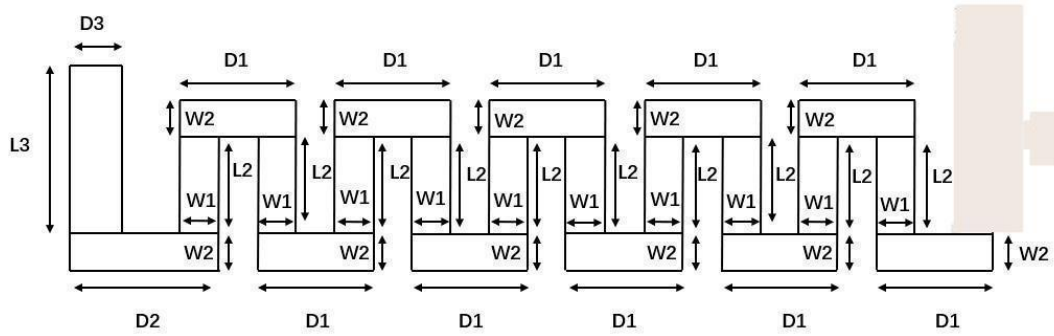 D3
D1 D1 D1 D1 D1
W2 W2 W2 W2 W2
L3
L2 L2 L2 L2 L2 L2 L2 L2 L2 L2
W1 W1 W1 W1 W1 W1 W1 W1 W1 W1
W2 W2 W2 W2 W2 W2
D2 D1 D1 D1 D1 D1